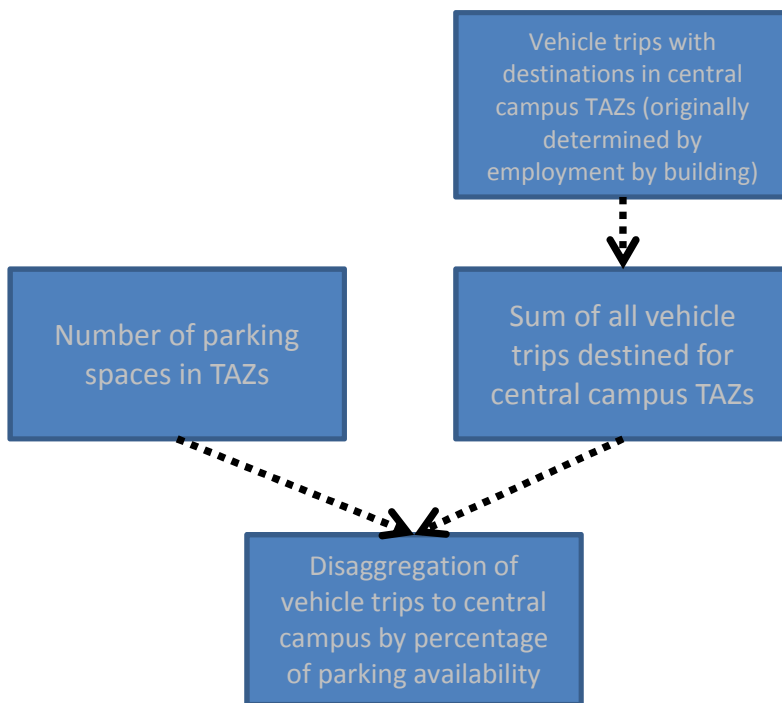 Vehicle trips with
destinations in central
campus TAZs (originally
determined by
employment by building)
Number of parking
spaces in TAZs
Sum of all vehicle
trips destined for
central campus TAZs
Disaggregation of
vehicle trips to central
campus by percentage
of parking availability